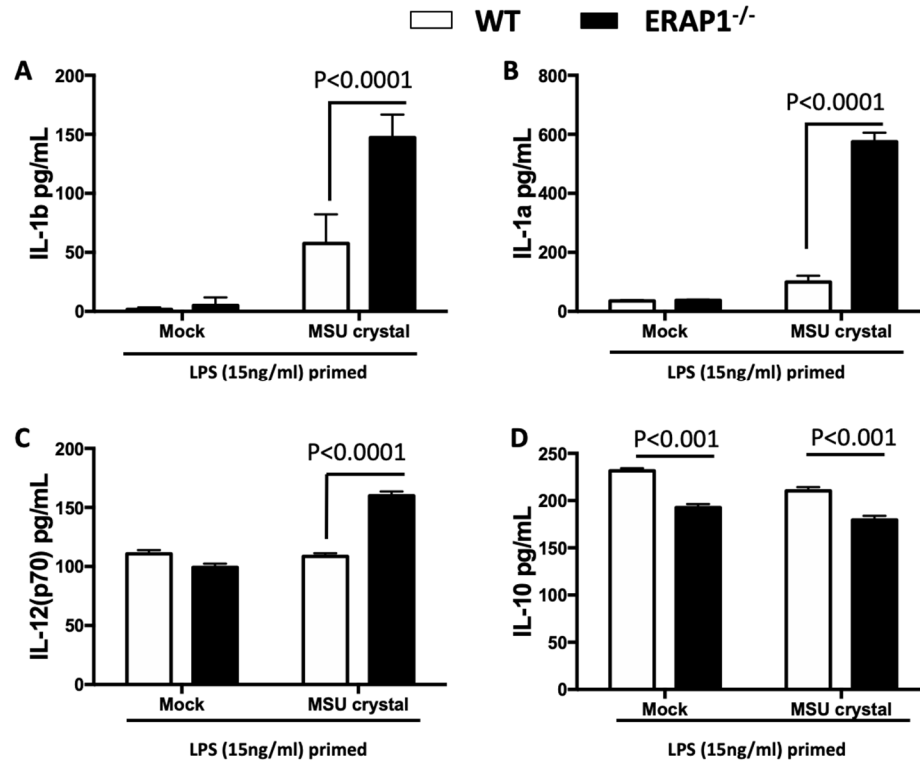 WT ERAP1-/-
A
P<0.0001
IL-1b pg/mL
200
150
100
50
0
Mock MSU crystal
LPS (15ng/ml) primed
B
P<0.0001
IL-1a pg/mL
800
600
400
200
0
Mock MSU crystal
LPS (15ng/ml) primed
C
P<0.0001
IL-12(p70) pg/mL
200
150
100
50
0
Mock MSU crystal
LPS (15ng/ml) primed
D
P<0.001 P<0.001
IL-10 pg/mL
250
200
150
100
50
0
Mock MSU crystal
LPS (15ng/ml) primed